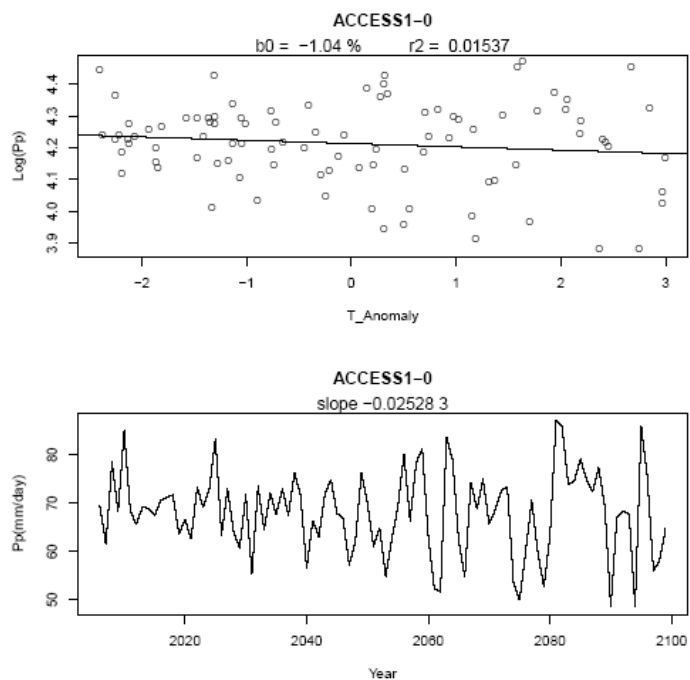 ACCESS1−0
b0 = −1.04 % r2 = 0.01537
Log(Pp)
4.4
4.3
4.2
4.1
4.0
3.9
−2 −1 0 1 2 3
T_Anomaly
ACCESS1−0
slope −0.02528 3
Pp(mm/day)
80
70
60
50
2020 2040 2060 2080 2100
Year